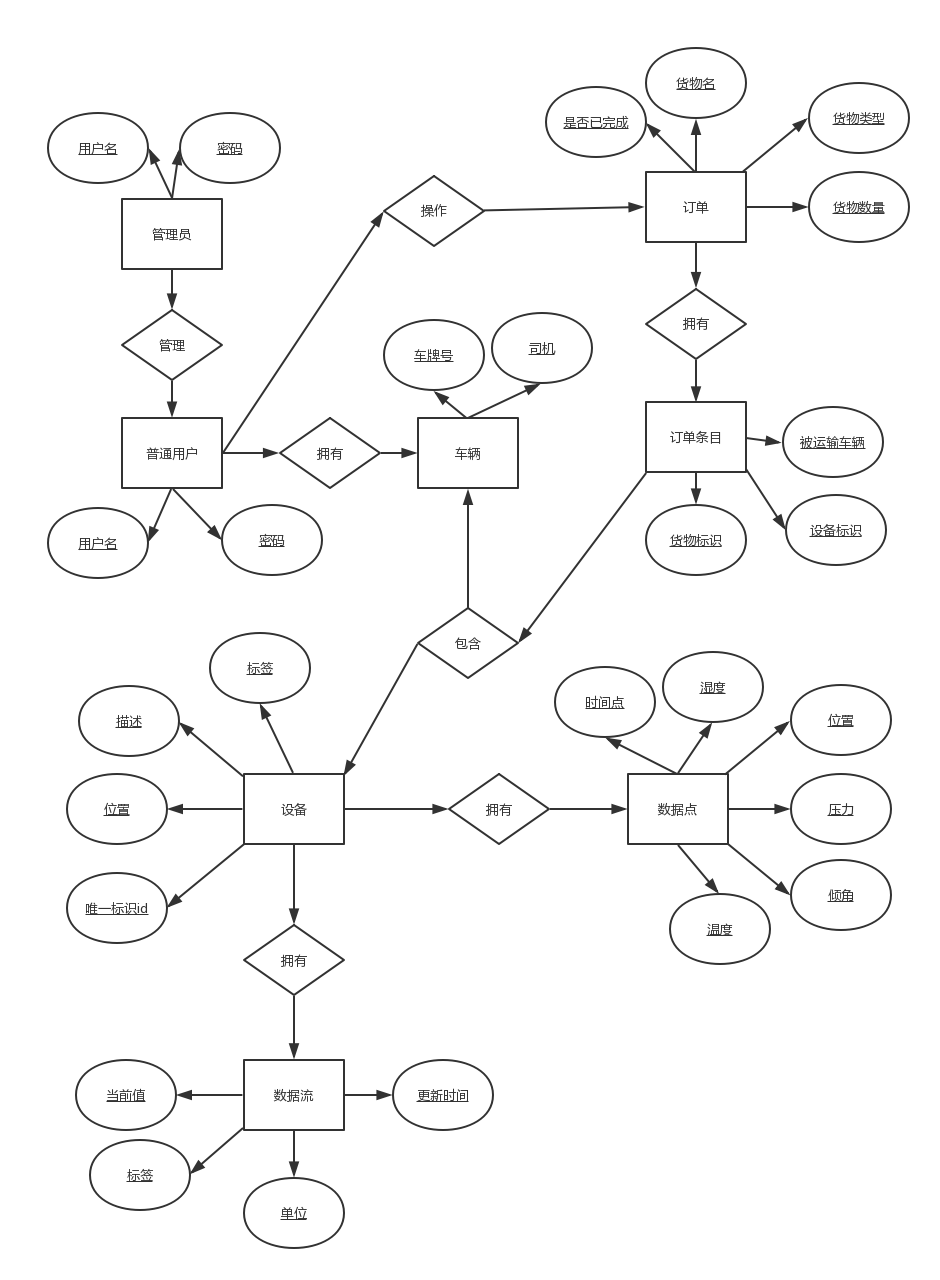 货物名
是否已完成
货物类型
用户名
密码
管理员
操作
订单
货物数量
管理
拥有
车牌号
司机
普通用户
拥有
车辆
订单条目
被运输车辆
用户名
密码
货物标识
设备标识
包含
标签
时间点
湿度
描述
位置
位置
设备
拥有
数据点
压力
唯一标识id
倾角
温度
拥有
当前值
数据流
更新时间
标签
单位